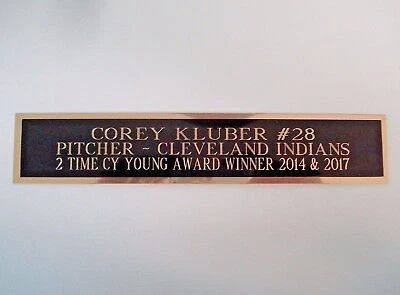 COREY KLUBER #28
PITCHER ~ CLEVELAND INDIANS
2 TIME CY YOUNG AWARD WINNER 2014 & 2017